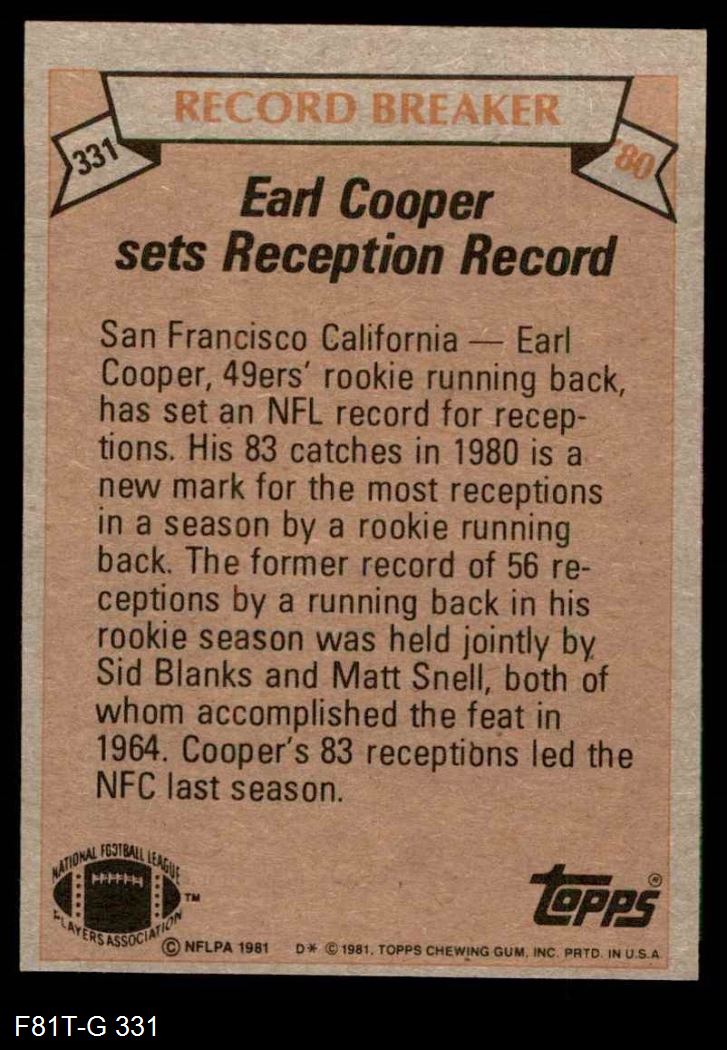 RECORD BREAKER
331
'80
Earl Cooper
sets Reception Record
San Francisco California — Earl
Cooper, 49ers' rookie running back,
has set an NFL record for recep-
tions. His 83 catches in 1980 is a
new mark for the most receptions
in a season by a rookie running
back. The former record of 56 re-
ceptions by a running back in his
rookie season was held jointly by
Sid Blanks and Matt Snell, both of
whom accomplished the feat in
1964. Cooper's 83 receptions led the
NFC last season.
NATIONAL FOOTBALL LEAGUE
PLAYERS ASSOCIATION
TM
© NFLPA 1981
topps®
D* © 1981. TOPPS CHEWING GUM, INC. PRTD. IN U.S.A.
F81T-G 331